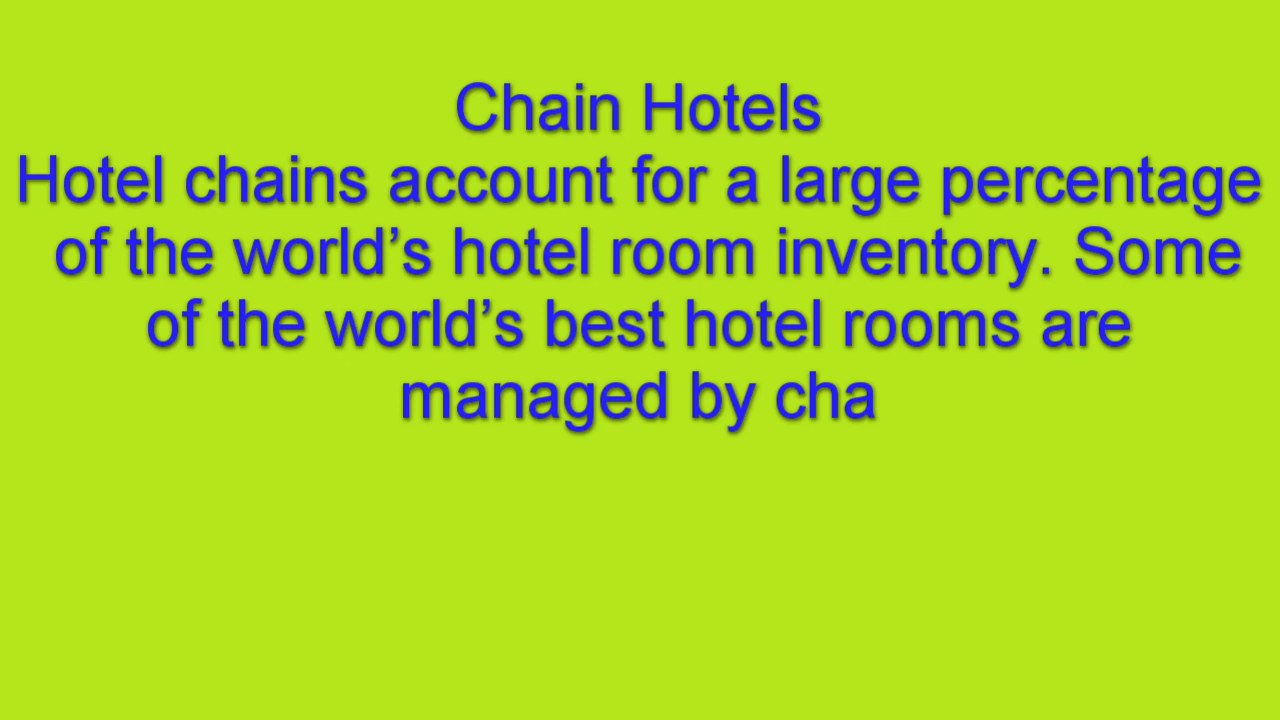 Chain Hotels
Hotel chains account for a large percentage
of the world’s hotel room inventory. Some
of the world’s best hotel rooms are
managed by cha